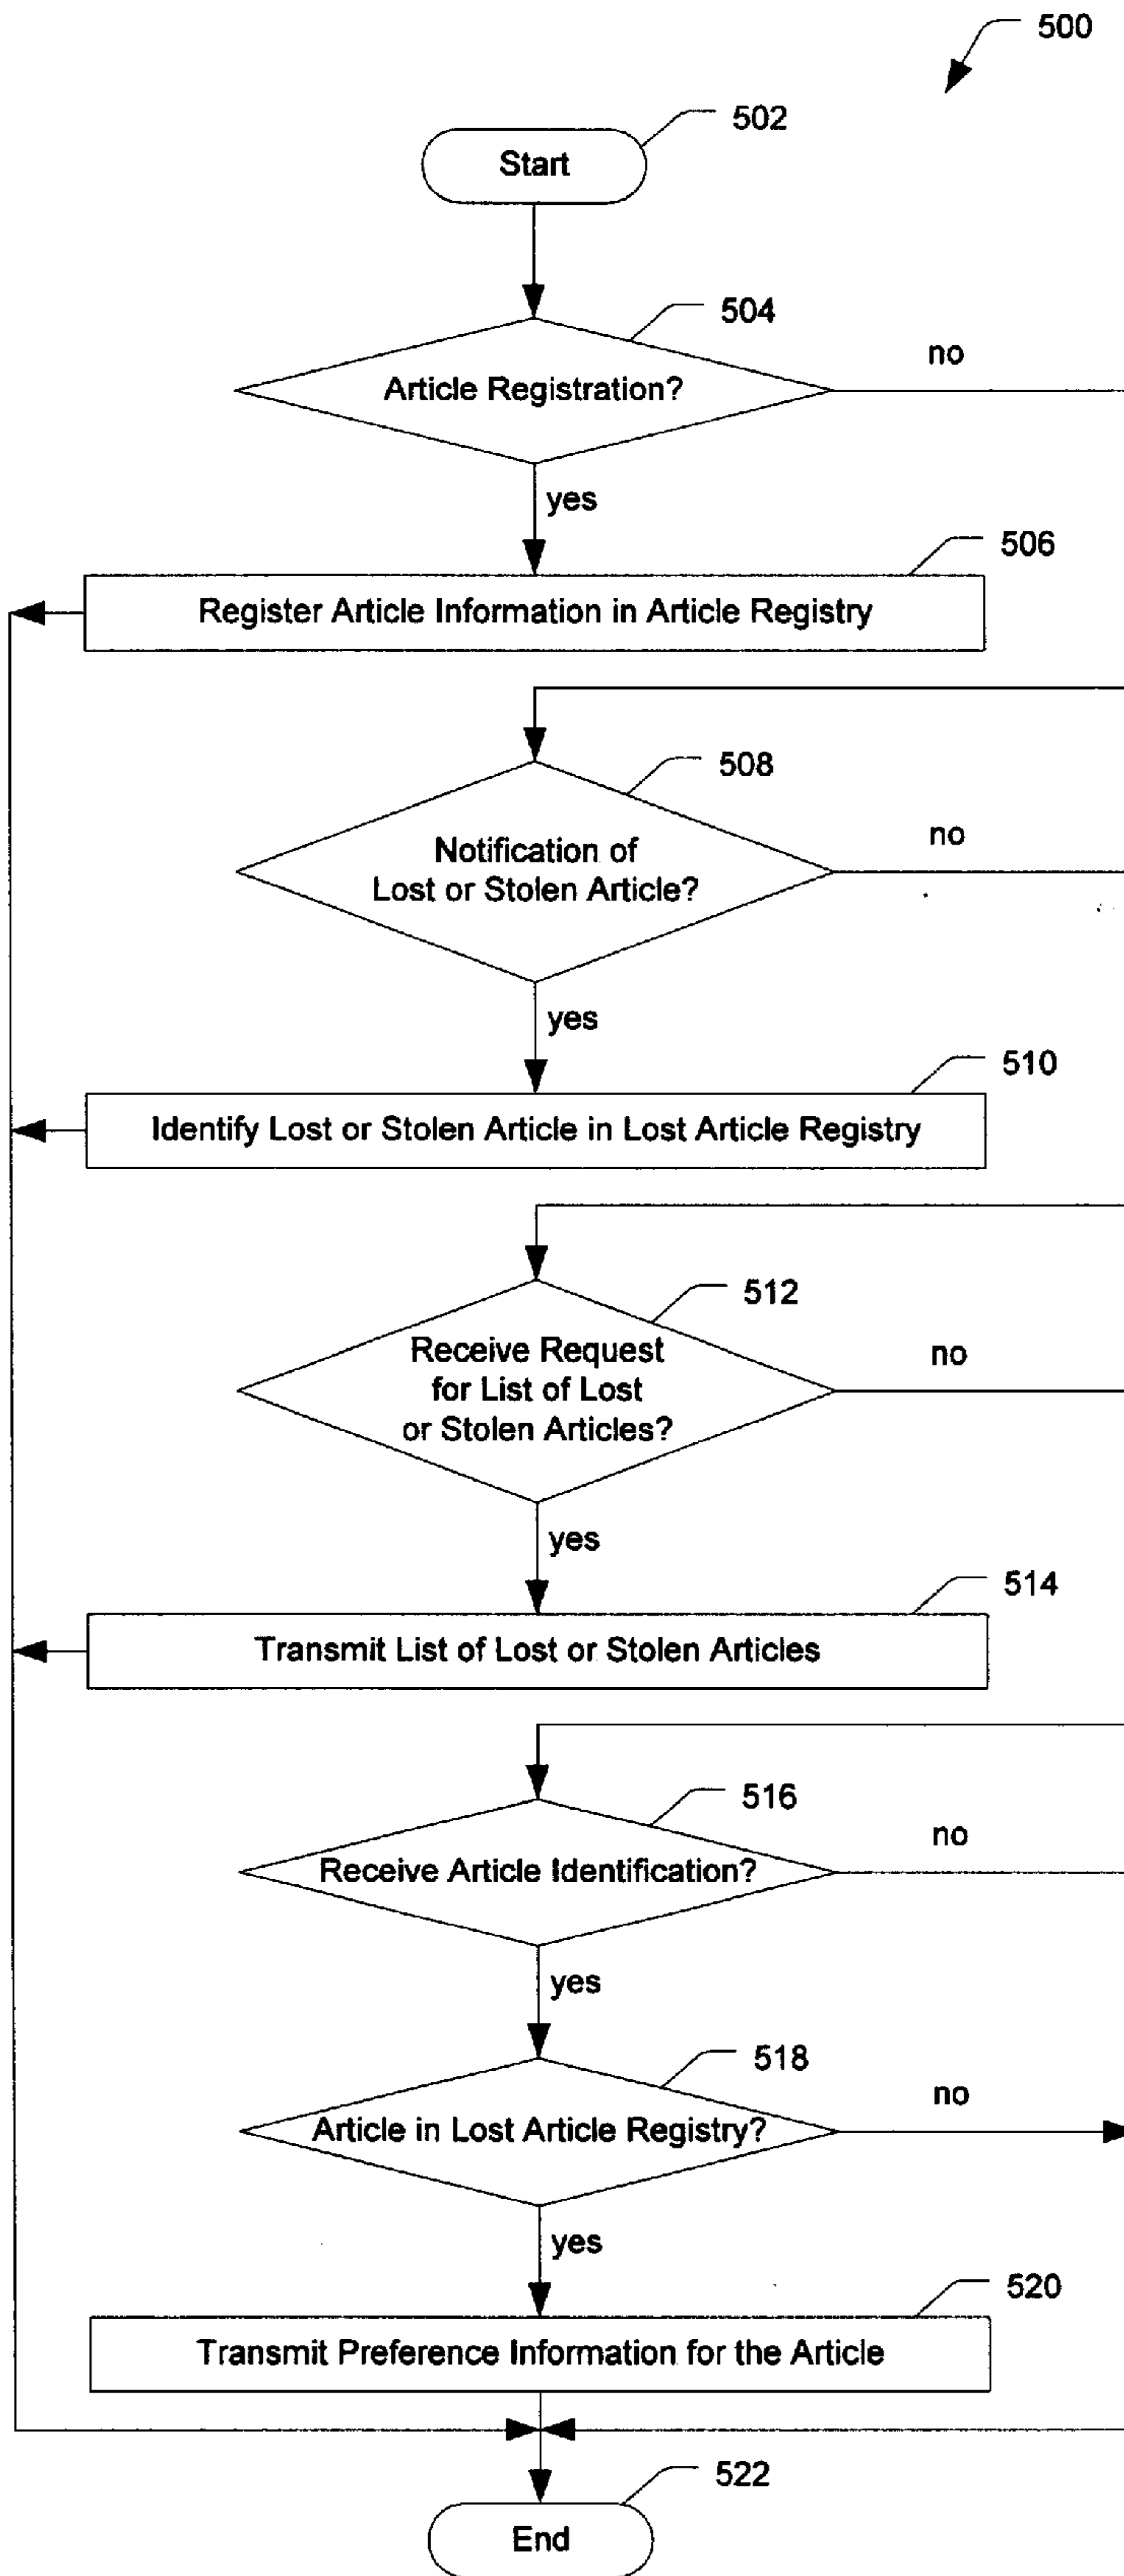 500
502
Start
504
Article Registration?
no
yes
506
Register Article Information in Article Registry
508
Notification of
Lost or Stolen Article?
no
yes
510
Identify Lost or Stolen Article in Lost Article Registry
512
Receive Request
for List of Lost
or Stolen Articles?
no
yes
514
Transmit List of Lost or Stolen Articles
516
Receive Article Identification?
no
yes
518
Article in Lost Article Registry?
no
yes
520
Transmit Preference Information for the Article
522
End